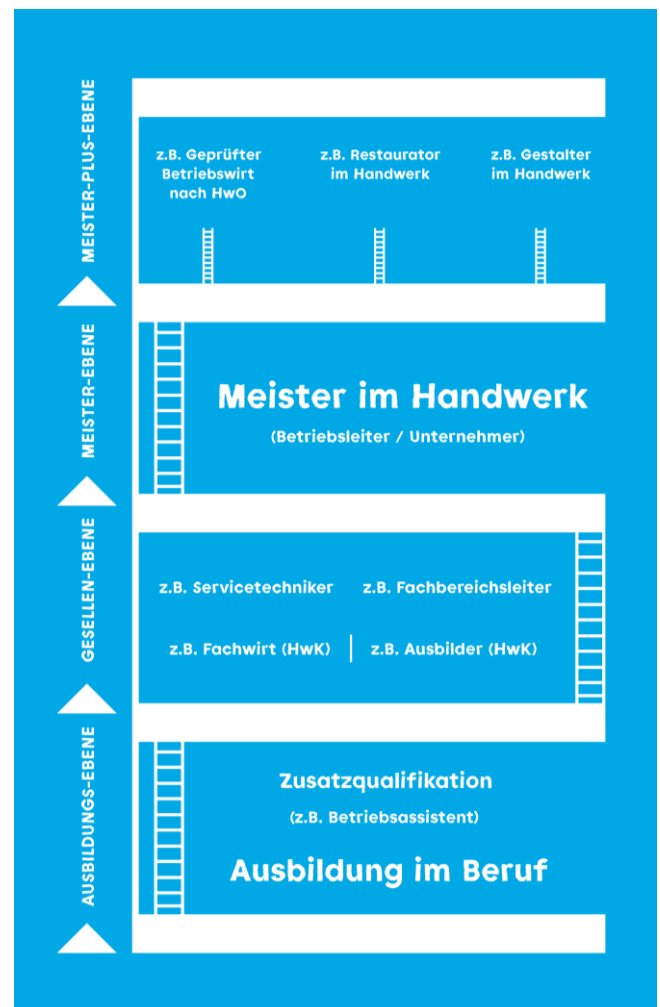 MEISTER-PLUS-EBENE
z.B. Geprüfter
Betriebswirt
nach HwO
z.B. Restaurator
im Handwerk
z.B. Gestalter
im Handwerk
MEISTER-EBENE
Meister im Handwerk
(Betriebsleiter / Unternehmer)
GESELLEN-EBENE
z.B. Servicetechniker
z.B. Fachbereichsleiter
z.B. Fachwirt (HwK)
z.B. Ausbilder (HwK)
AUSBILDUNGS-EBENE
Zusatzqualifikation
(z.B. Betriebsassistent)
Ausbildung im Beruf